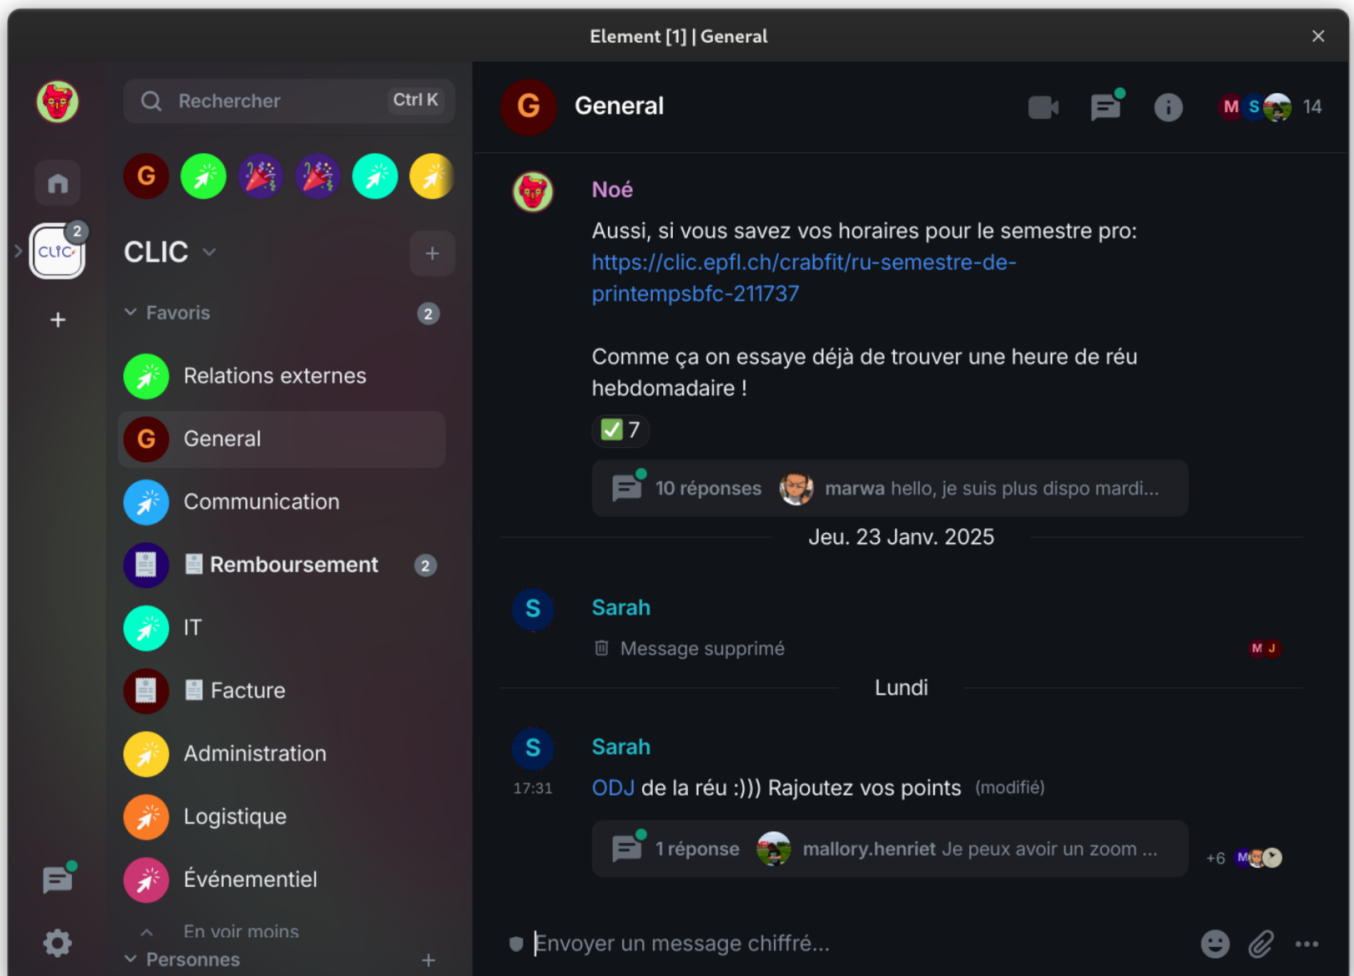 Element [1] | General
Rechercher
Ctrl K
G
CLIC
CLIC
2
Favoris
2
Relations externes
G
General
Communication
Remboursement
2
IT
Facture
Administration
Logistique
Événementiel
En voir moins
Personnes
G
General
M S
14
Noé
Aussi, si vous savez vos horaires pour le semestre pro:
https://clic.epfl.ch/crabfit/ru-semestre-de-
printempsbfc-211737
Comme ça on essaye déjà de trouver une heure de réu
hebdomadaire !
7
10 réponses
marwa hello, je suis plus dispo mardi...
Jeu. 23 Janv. 2025
S
Sarah
Message supprimé
M J
Lundi
S
Sarah
17:31
ODJ de la réu :))) Rajoutez vos points (modifié)
1 réponse
mallory.henriet Je peux avoir un zoom ...
+6
M
Envoyer un message chiffré...